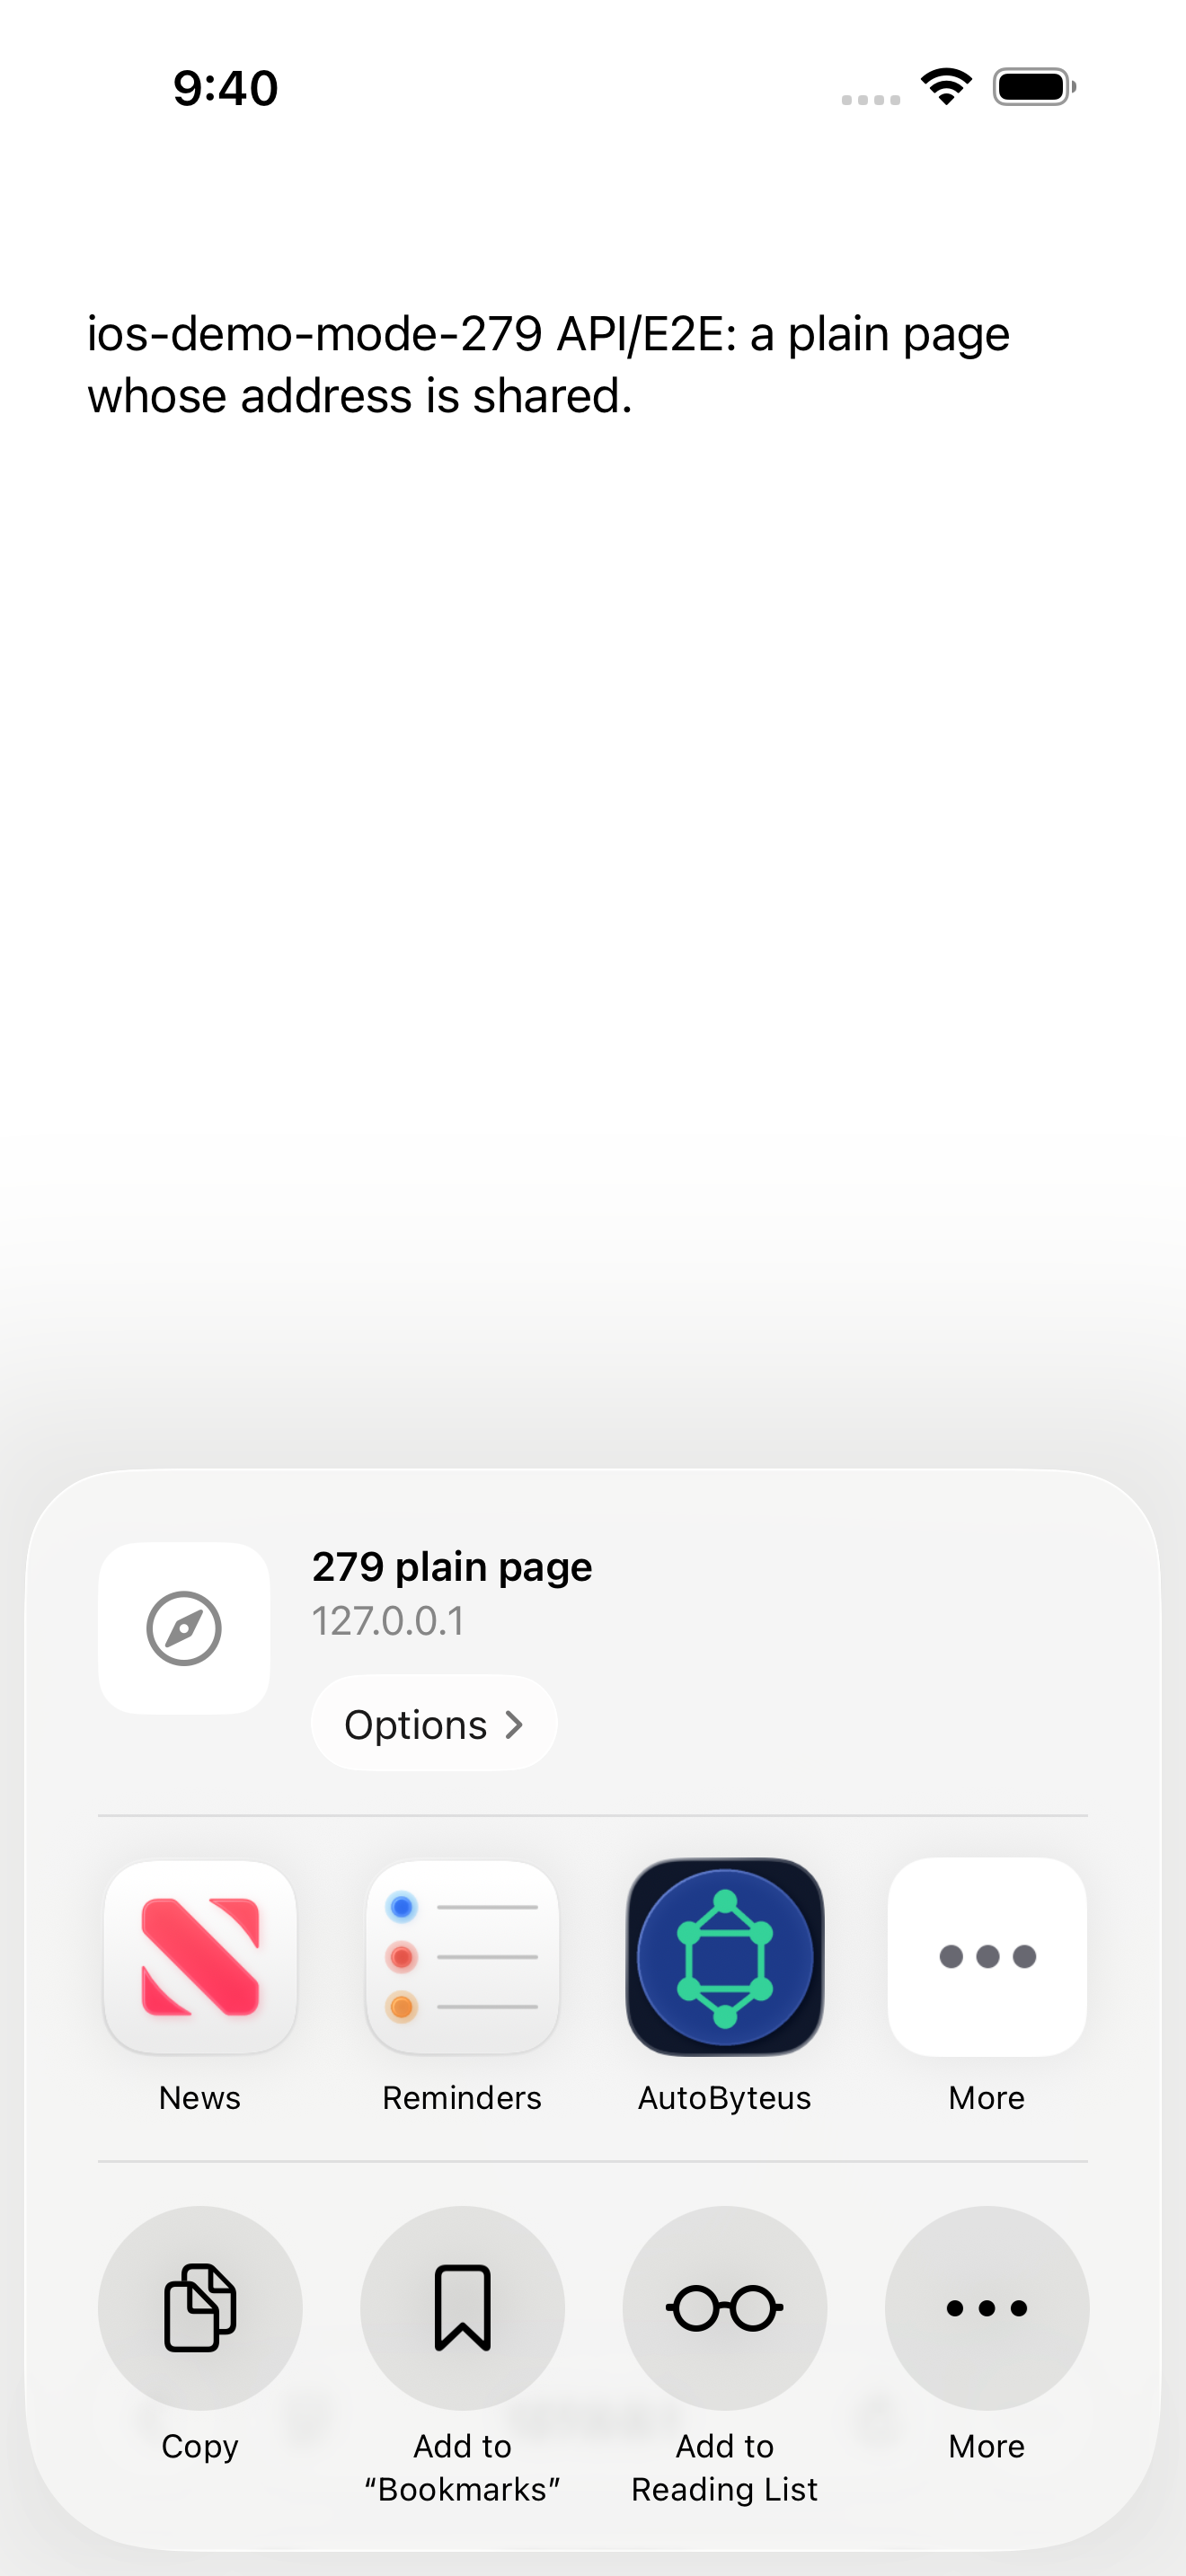 9:40
ios-demo-mode-279 API/E2E: a plain page
whose address is shared.
279 plain page
127.0.0.1
Options
News
Reminders
AutoByteus
More
Copy
Add to
“Bookmarks”
Add to
Reading List
More